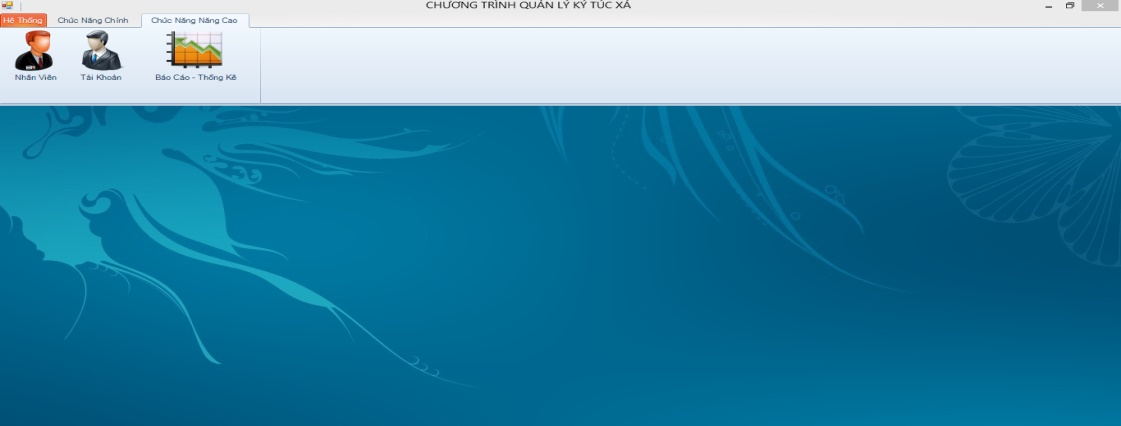 CHƯƠNG TRÌNH QUẢN LÝ KÝ TÚC XÁ
Hệ Thống Chức Năng Chính Chức Năng Nâng Cao
Nhân Viên Tài Khoản Báo Cáo - Thống Kê